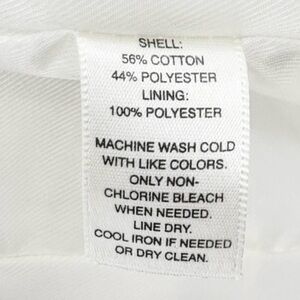 SHELL:
56% COTTON
44% POLYESTER
LINING:
100% POLYESTER
MACHINE WASH COLD
WITH LIKE COLORS.
ONLY NON-
CHLORINE BLEACH
WHEN NEEDED.
LINE DRY.
COOL IRON IF NEEDED
OR DRY CLEAN.